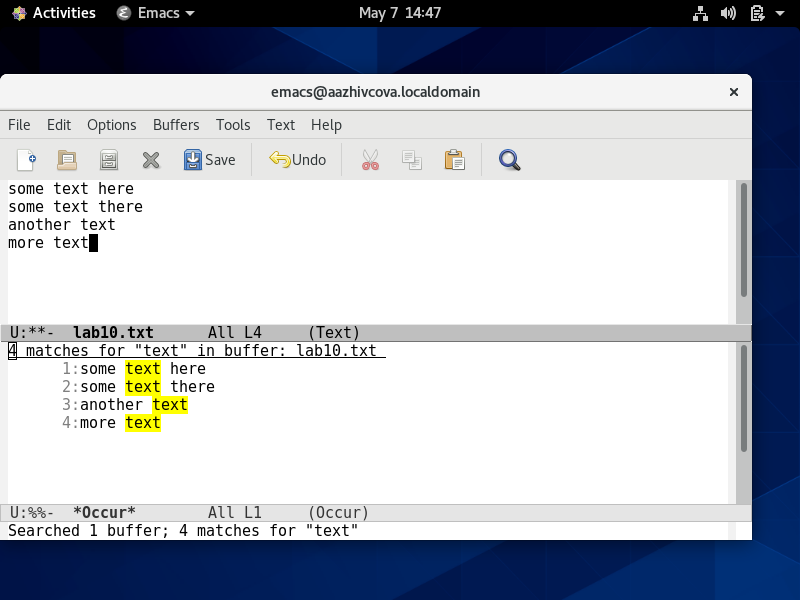 Activities Emacs May 7 14:47
emacs@aazhivcova.localdomain ×
File Edit Options Buffers Tools Text Help
Save Undo
some text here
some text there
another text
more text
U:**- lab10.txt All L4 (Text)
4 matches for "text" in buffer: lab10.txt
1:some text here
2:some text there
3:another text
4:more text
U:%%- *Occur* All L1 (Occur)
Searched 1 buffer; 4 matches for "text"